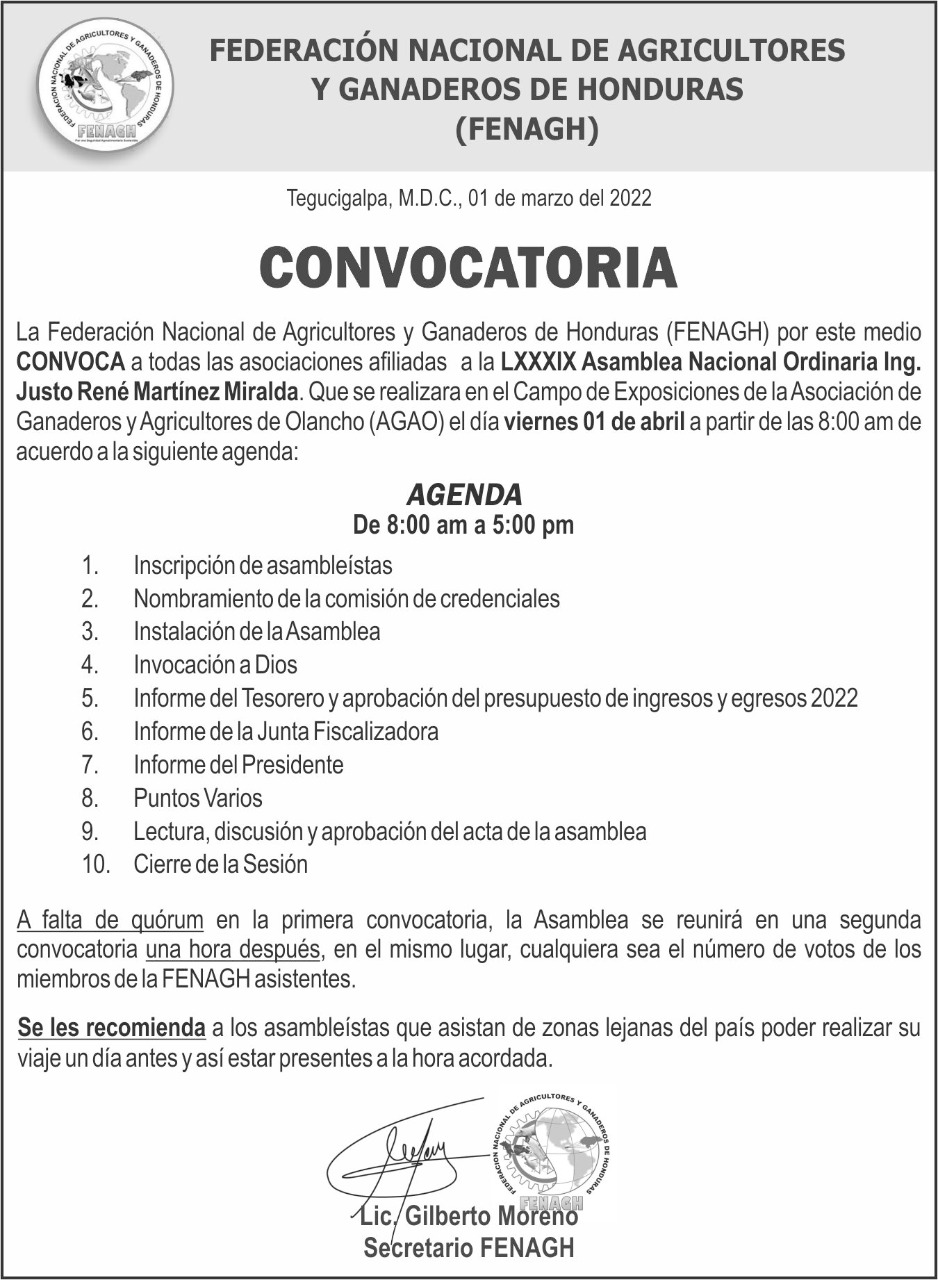 FEDERACIÓN NACIONAL DE AGRICULTORES Y GANADEROS DE HONDURAS
FENAGH
FEDERACIÓN NACIONAL DE AGRICULTORES
Y GANADEROS DE HONDURAS
(FENAGH)
Tegucigalpa, M.D.C., 01 de marzo del 2022
CONVOCATORIA
La Federación Nacional de Agricultores y Ganaderos de Honduras (FENAGH) por este medio
CONVOCA a todas las asociaciones afiliadas a la LXXXIX Asamblea Nacional Ordinaria Ing.
Justo René Martínez Miralda. Que se realizara en el Campo de Exposiciones de la Asociación de
Ganaderos y Agricultores de Olancho (AGAO) el día viernes 01 de abril a partir de las 8:00 am de
acuerdo a la siguiente agenda:
AGENDA
De 8:00 am a 5:00 pm
1. Inscripción de asambleístas
2. Nombramiento de la comisión de credenciales
3. Instalación de la Asamblea
4. Invocación a Dios
5. Informe del Tesorero y aprobación del presupuesto de ingresos y egresos 2022
6. Informe de la Junta Fiscalizadora
7. Informe del Presidente
8. Puntos Varios
9. Lectura, discusión y aprobación del acta de la asamblea
10. Cierre de la Sesión
A falta de quórum en la primera convocatoria, la Asamblea se reunirá en una segunda
convocatoria una hora después, en el mismo lugar, cualquiera sea el número de votos de los
miembros de la FENAGH asistentes.
Se les recomienda a los asambleístas que asistan de zonas lejanas del país poder realizar su
viaje un día antes y así estar presentes a la hora acordada.
FEDERACION NACIONAL DE AGRICULTORES Y GANADEROS DE HONDURAS
FENAGH
Lic. Gilberto Moreno
Secretario FENAGH